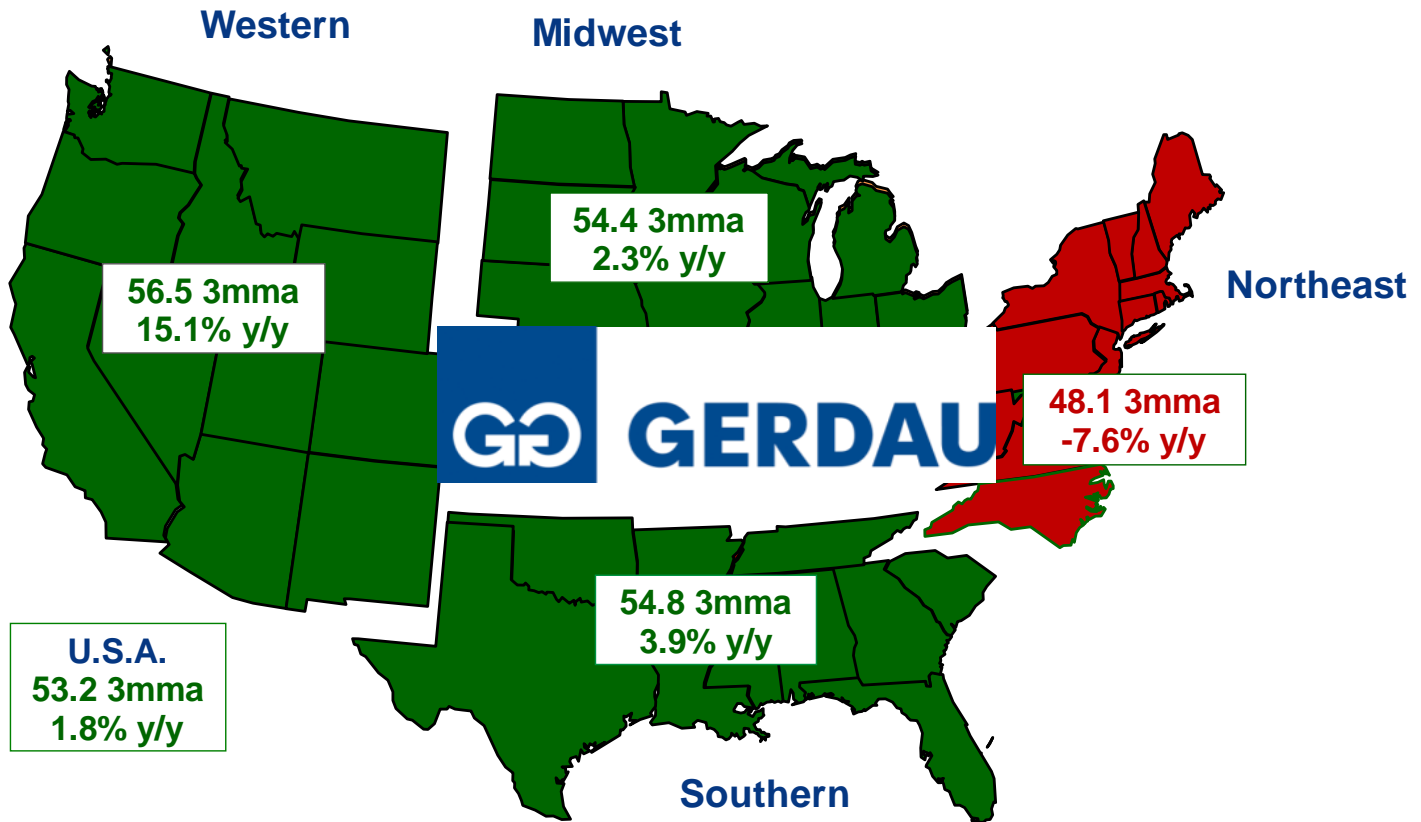 Western
Midwest
54.4 3mma
2.3% y/y
Northeast
56.5 3mma
15.1% y/y
GG GERDAU
48.1 3mma
-7.6% y/y
54.8 3mma
3.9% y/y
U.S.A.
53.2 3mma
1.8% y/y
Southern